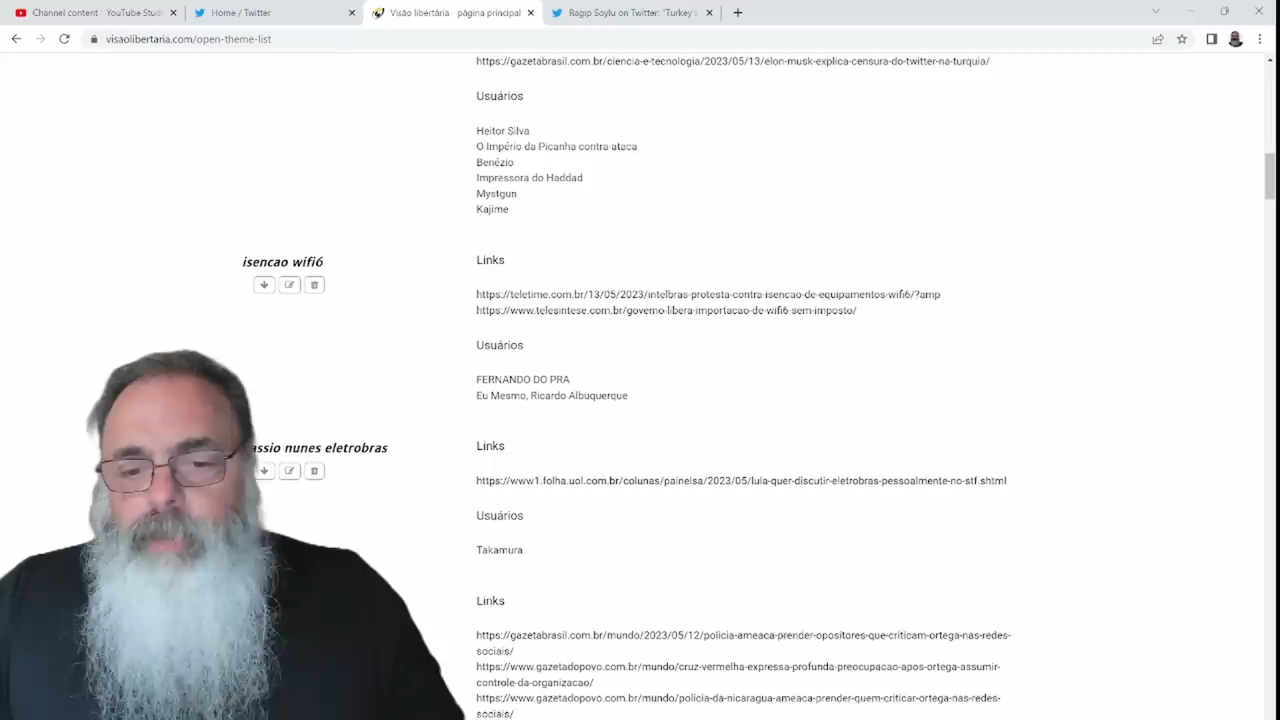 Channel content - YouTube Stud
Home / Twitter
Visão libertária - página principal
Ragıp Soylu on Twitter: "Turkey's
visaolibertaria.com/open-theme-list
https://gazetabrasil.com.br/ciencia-e-tecnologia/2023/05/13/elon-musk-explica-censura-do-twitter-na-turquia/
Usuários
Heitor Silva
O Império da Picanha contra-ataca
Benézio
Impressora do Haddad
Mystgun
Kajime
isencao wifi6
Links
https://teletime.com.br/13/05/2023/intelbras-protesta-contra-isencao-de-equipamentos-wifi6/?amp
https://www.telesintese.com.br/governo-libera-importacao-de-wifi6-sem-imposto/
Usuários
FERNANDO DO PRA
Eu Mesmo, Ricardo Albuquerque
assio nunes eletrobras
Links
https://www1.folha.uol.com.br/colunas/painelsa/2023/05/lula-quer-discutir-eletrobras-pessoalmente-no-stf.shtml
Usuários
Takamura
Links
https://gazetabrasil.com.br/mundo/2023/05/12/policia-ameaca-prender-opositores-que-criticam-ortega-nas-redes-
sociais/
https://www.gazetadopovo.com.br/mundo/cruz-vermelha-expressa-profunda-preocupacao-apos-ortega-assumir-
controle-da-organizacao/
https://www.gazetadopovo.com.br/mundo/policia-da-nicaragua-ameaca-prender-quem-criticar-ortega-nas-redes-
sociais/